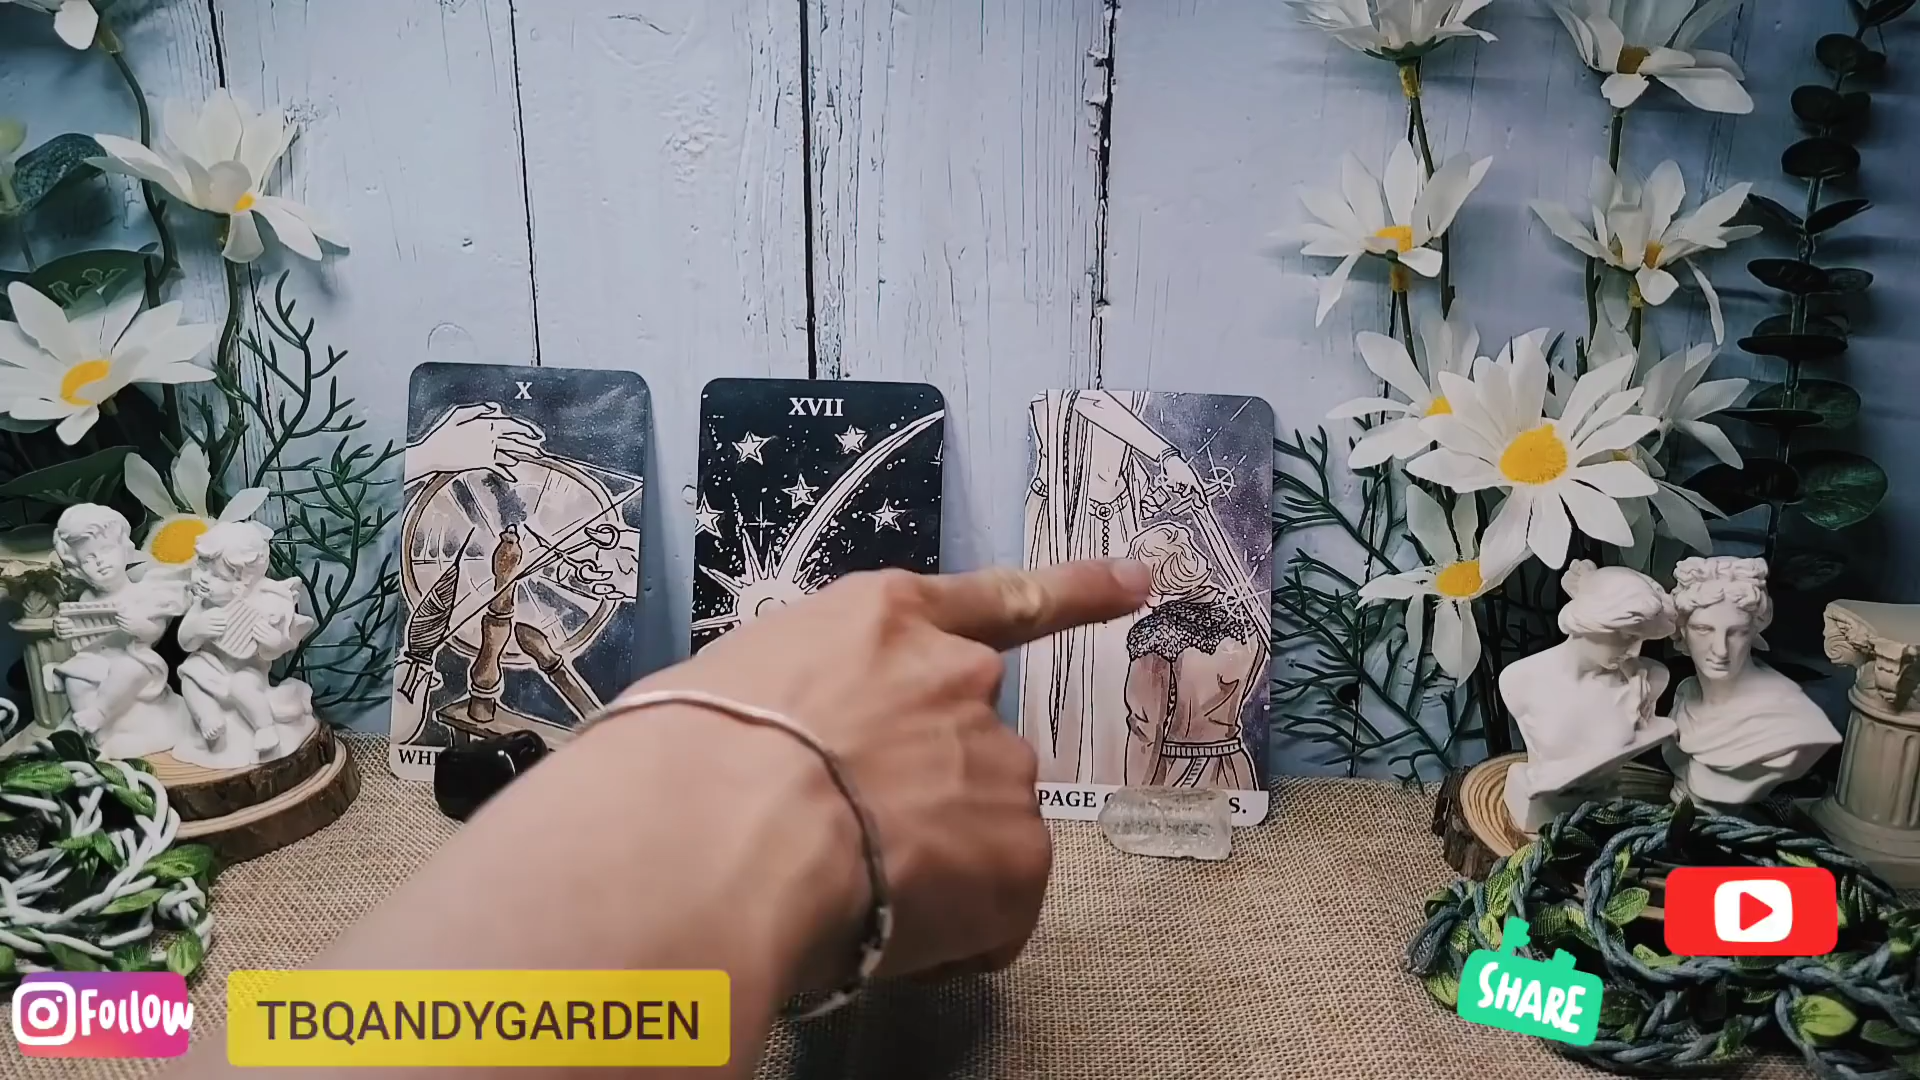 X
XVII
WH
PAGE
S.
Follow
TBQANDYGARDEN
SHARE